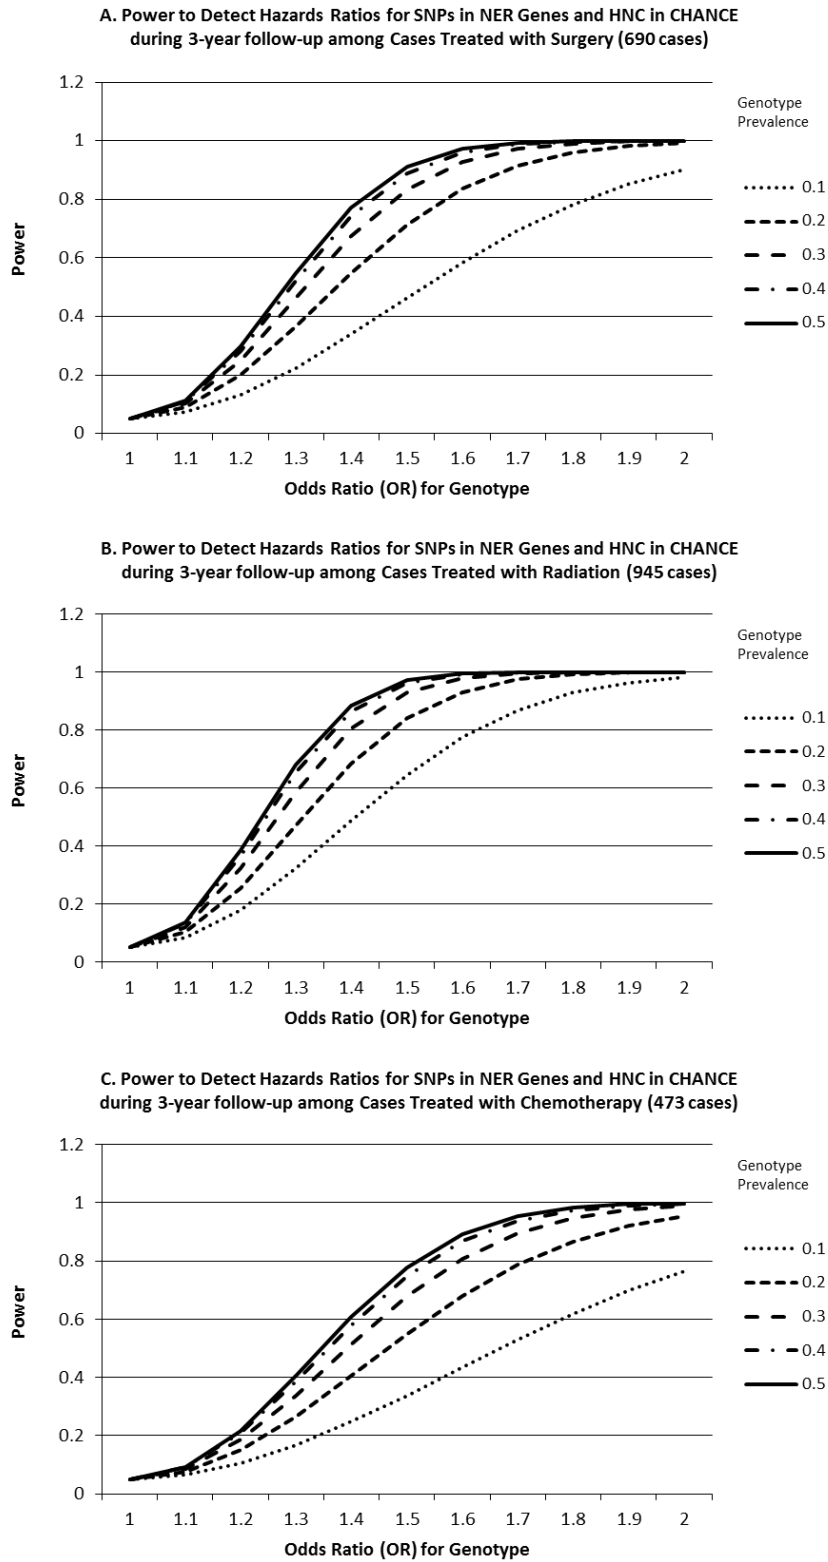 A. Power to Detect Hazards Ratios for SNPs in NER Genes and HNC in CHANCE
during 3-year follow-up among Cases Treated with Surgery (690 cases)
1.2
1
0.8
0.6
0.4
0.2
0
Power
1 1.1 1.2 1.3 1.4 1.5 1.6 1.7 1.8 1.9 2
Odds Ratio (OR) for Genotype
Genotype
Prevalence
0.1
0.2
0.3
0.4
0.5
B. Power to Detect Hazards Ratios for SNPs in NER Genes and HNC in CHANCE
during 3-year follow-up among Cases Treated with Radiation (945 cases)
1.2
1
0.8
0.6
0.4
0.2
0
Power
1 1.1 1.2 1.3 1.4 1.5 1.6 1.7 1.8 1.9 2
Odds Ratio (OR) for Genotype
Genotype
Prevalence
0.1
0.2
0.3
0.4
0.5
C. Power to Detect Hazards Ratios for SNPs in NER Genes and HNC in CHANCE
during 3-year follow-up among Cases Treated with Chemotherapy (473 cases)
1.2
1
0.8
0.6
0.4
0.2
0
Power
1 1.1 1.2 1.3 1.4 1.5 1.6 1.7 1.8 1.9 2
Odds Ratio (OR) for Genotype
Genotype
Prevalence
0.1
0.2
0.3
0.4
0.5